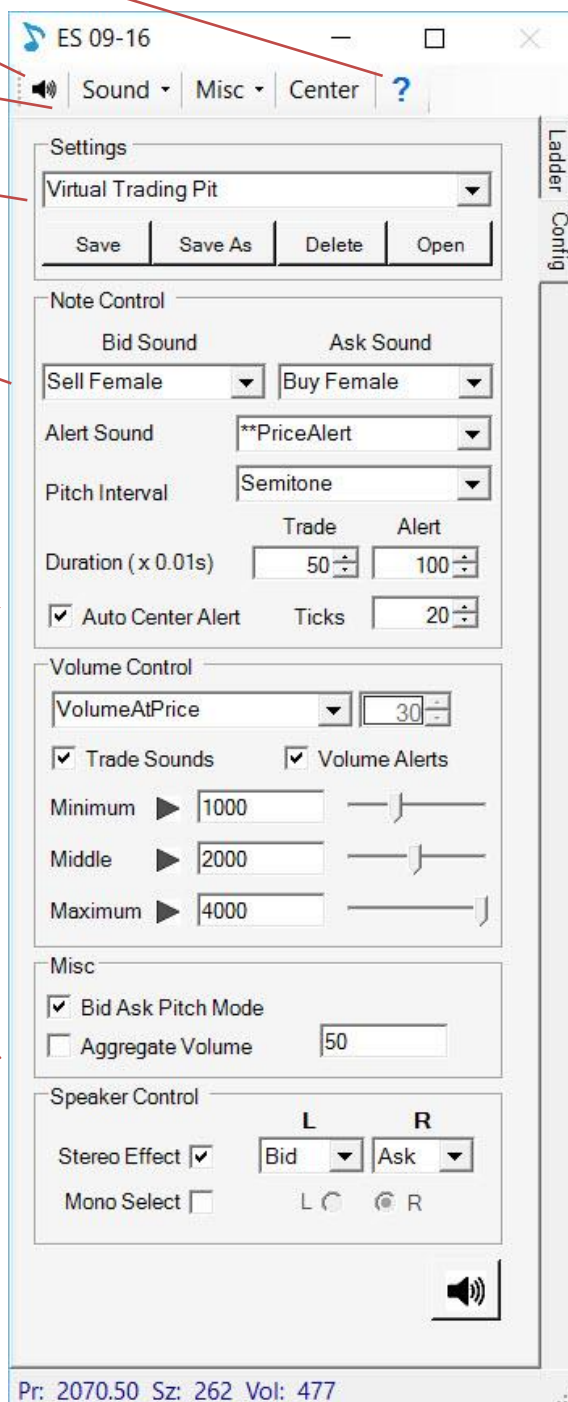 ES 09-16
Sound Misc Center ?
Ladder
Config
Settings
Virtual Trading Pit
Save Save As Delete Open
Note Control
Bid Sound Ask Sound
Sell Female Buy Female
Alert Sound **PriceAlert
Pitch Interval Semitone
Trade Alert
Duration ( x 0.01s) 50 100
Auto Center Alert Ticks 20
Volume Control
VolumeAtPrice 30
Trade Sounds Volume Alerts
Minimum 1000
Middle 2000
Maximum 4000
Misc
Bid Ask Pitch Mode
Aggregate Volume 50
Speaker Control
L R
Stereo Effect Bid Ask
Mono Select L R
Pr: 2070.50 Sz: 262 Vol: 477